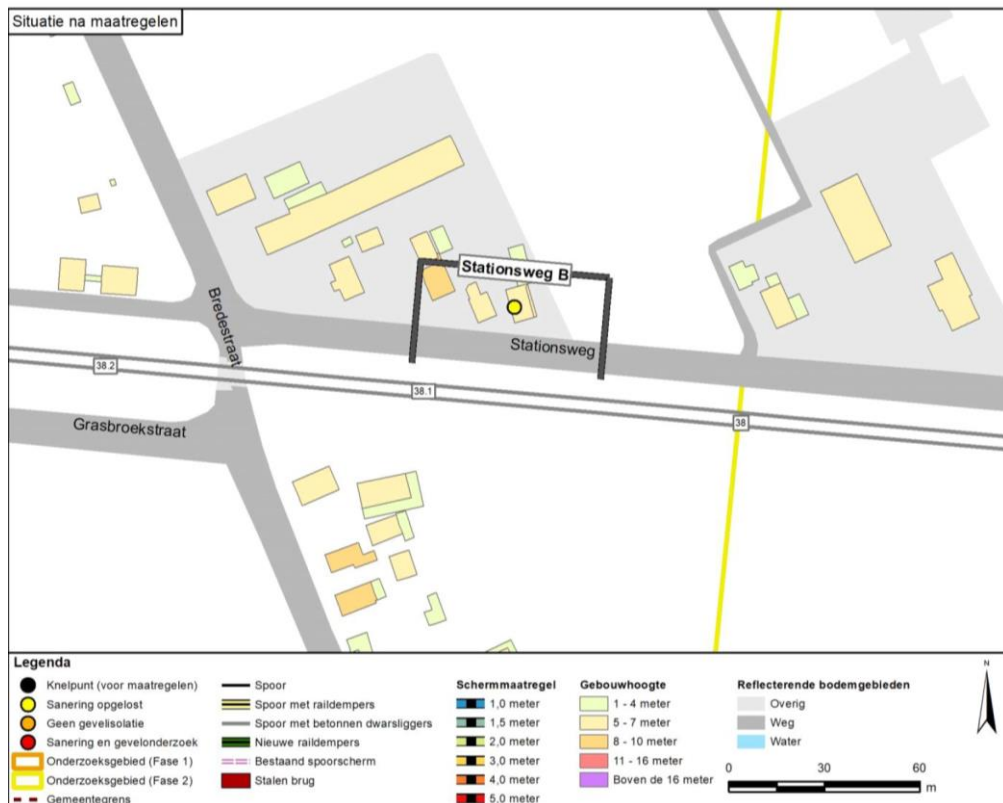 Situatie na maatregelen
Stationsweg B
Bredestraat
Stationsweg
38.2
38.1
38
Grasbroekstraat
Legenda
Knelpunt (voor maatregelen)
Sanering opgelost
Geen gevelisolatie
Sanering en gevelonderzoek
Onderzoeksgebied (Fase 1)
Onderzoeksgebied (Fase 2)
Gemeentegrens
Spoor
Spoor met raildempers
Spoor met betonnen dwarsliggers
Nieuwe raildempers
Bestaand spoorscherm
Stalen brug
Schermmaatregel
1,0 meter
1,5 meter
2,0 meter
3,0 meter
4,0 meter
5,0 meter
Gebouwhoogte
1 - 4 meter
5 - 7 meter
8 - 10 meter
11 - 16 meter
Boven de 16 meter
Reflecterende bodemgebieden
Overig
Weg
Water
N
0 30 60
m